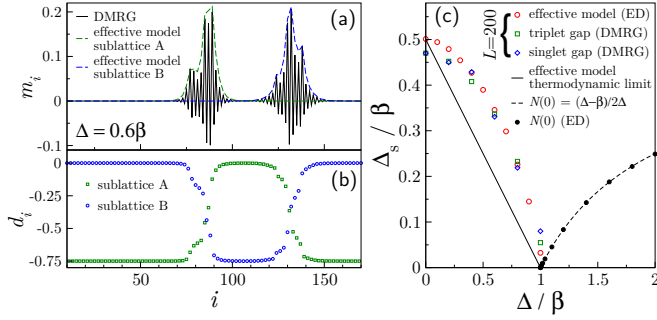 (a)
DMRG
effective model
sublattice A
effective model
sublattice B
Δ = 0.6β
m_i
0.2
0.1
0
-0.1
(b)
sublattice A
sublattice B
d_i
0
-0.25
-0.50
-0.75
50
100
150
i
(c)
L=200
effective model (ED)
triplet gap (DMRG)
singlet gap (DMRG)
effective model
thermodynamic limit
N(0) = (Δ−β)/2Δ
N(0) (ED)
Δ_s / β
0.5
0.4
0.3
0.2
0.1
0
0
0.5
1
1.5
2
Δ / β